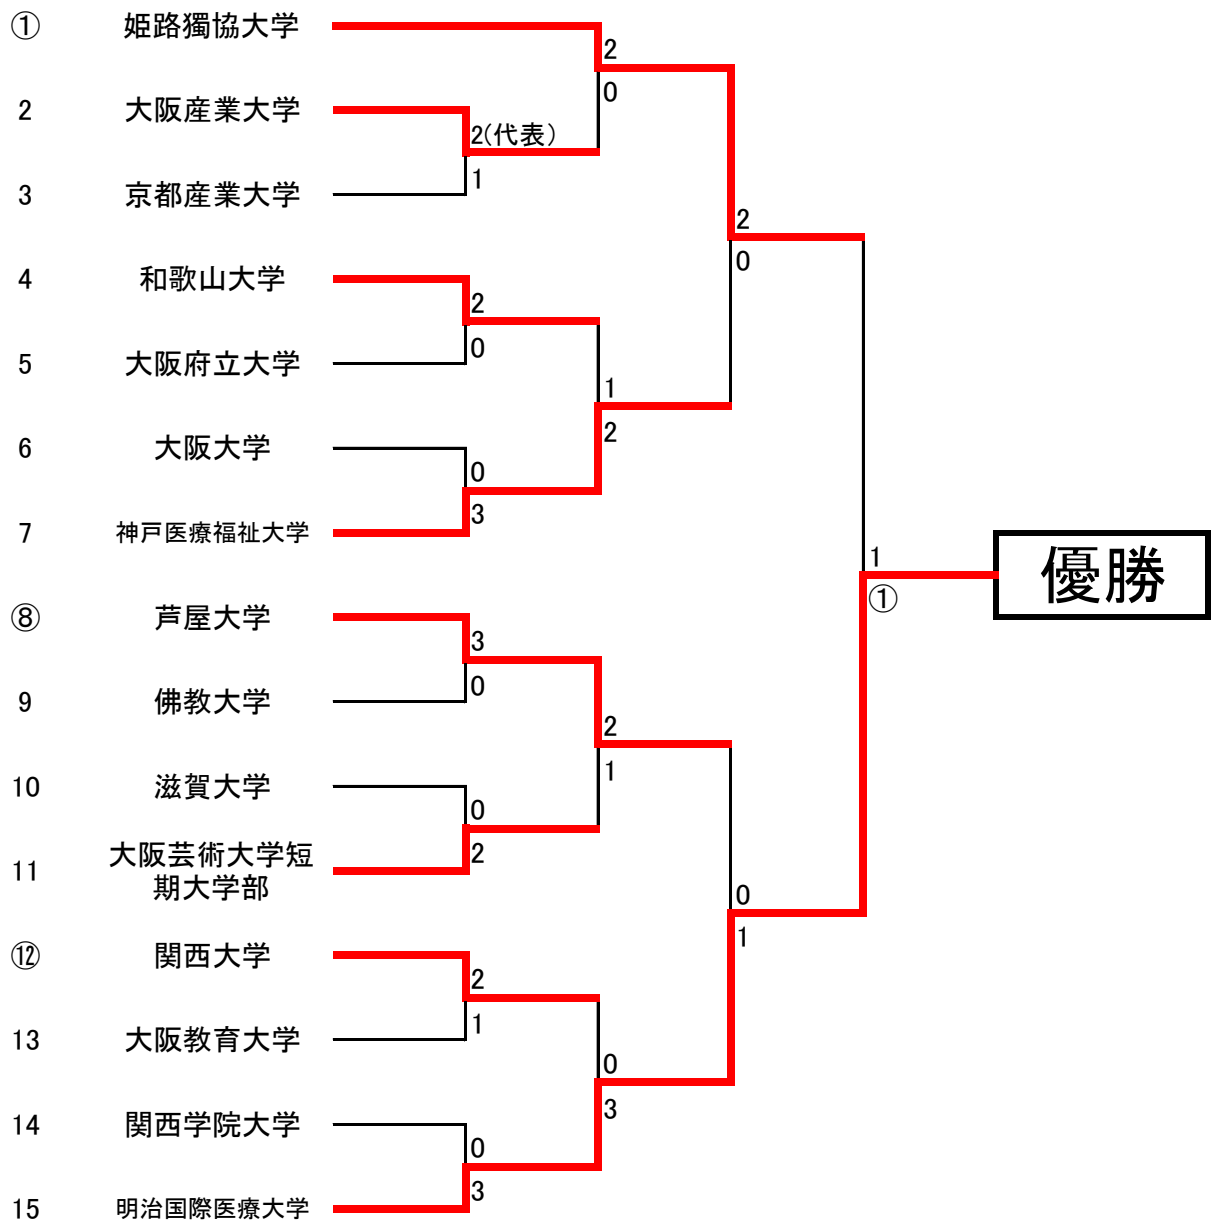 ① 姫路獨協大学
2
0
2 大阪産業大学
2(代表)
1
3 京都産業大学
2
0
4 和歌山大学
2
0
5 大阪府立大学
1
2
6 大阪大学
0
3
7 神戸医療福祉大学
1
①
優勝
⑧ 芦屋大学
3
0
9 佛教大学
2
1
10 滋賀大学
0
2
11 大阪芸術大学短
期大学部
0
1
⑫ 関西大学
2
1
13 大阪教育大学
0
3
14 関西学院大学
0
3
15 明治国際医療大学